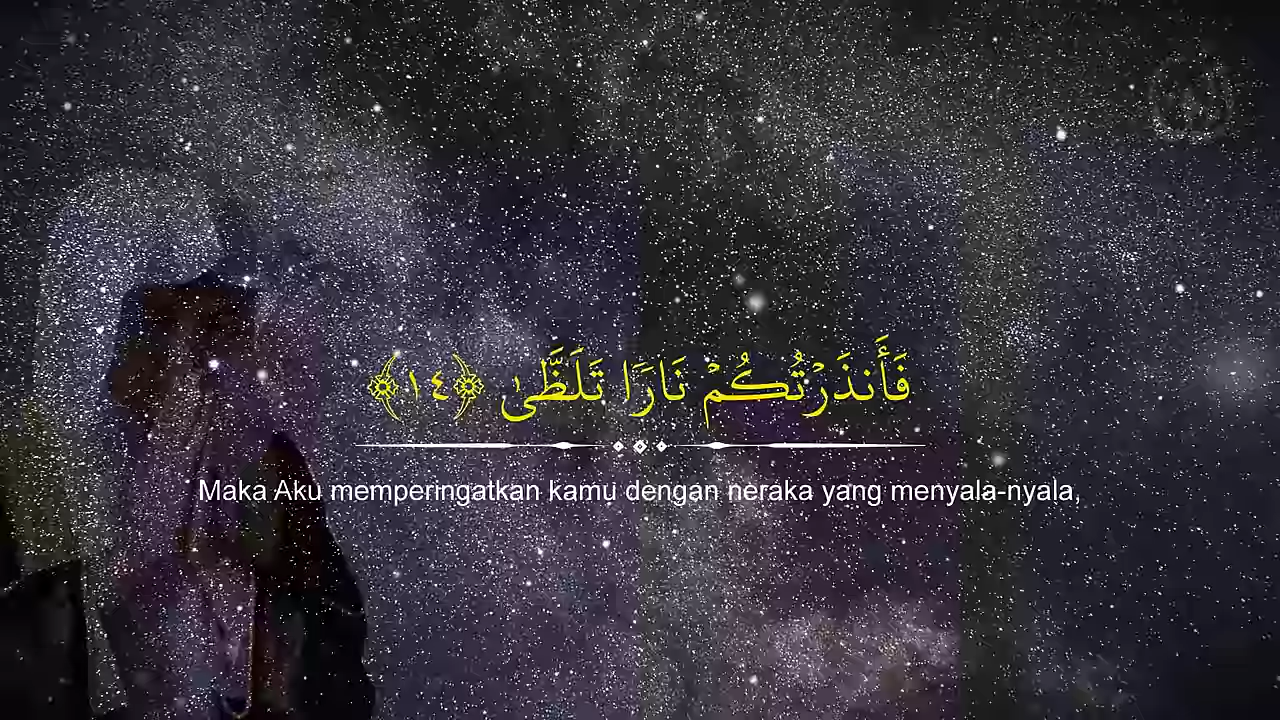 فَأَنذَرْتُكُمْ نَارًا تَلَظَّىٰ ﴿١٤﴾
Maka Aku memperingatkan kamu dengan neraka yang menyala-nyala,